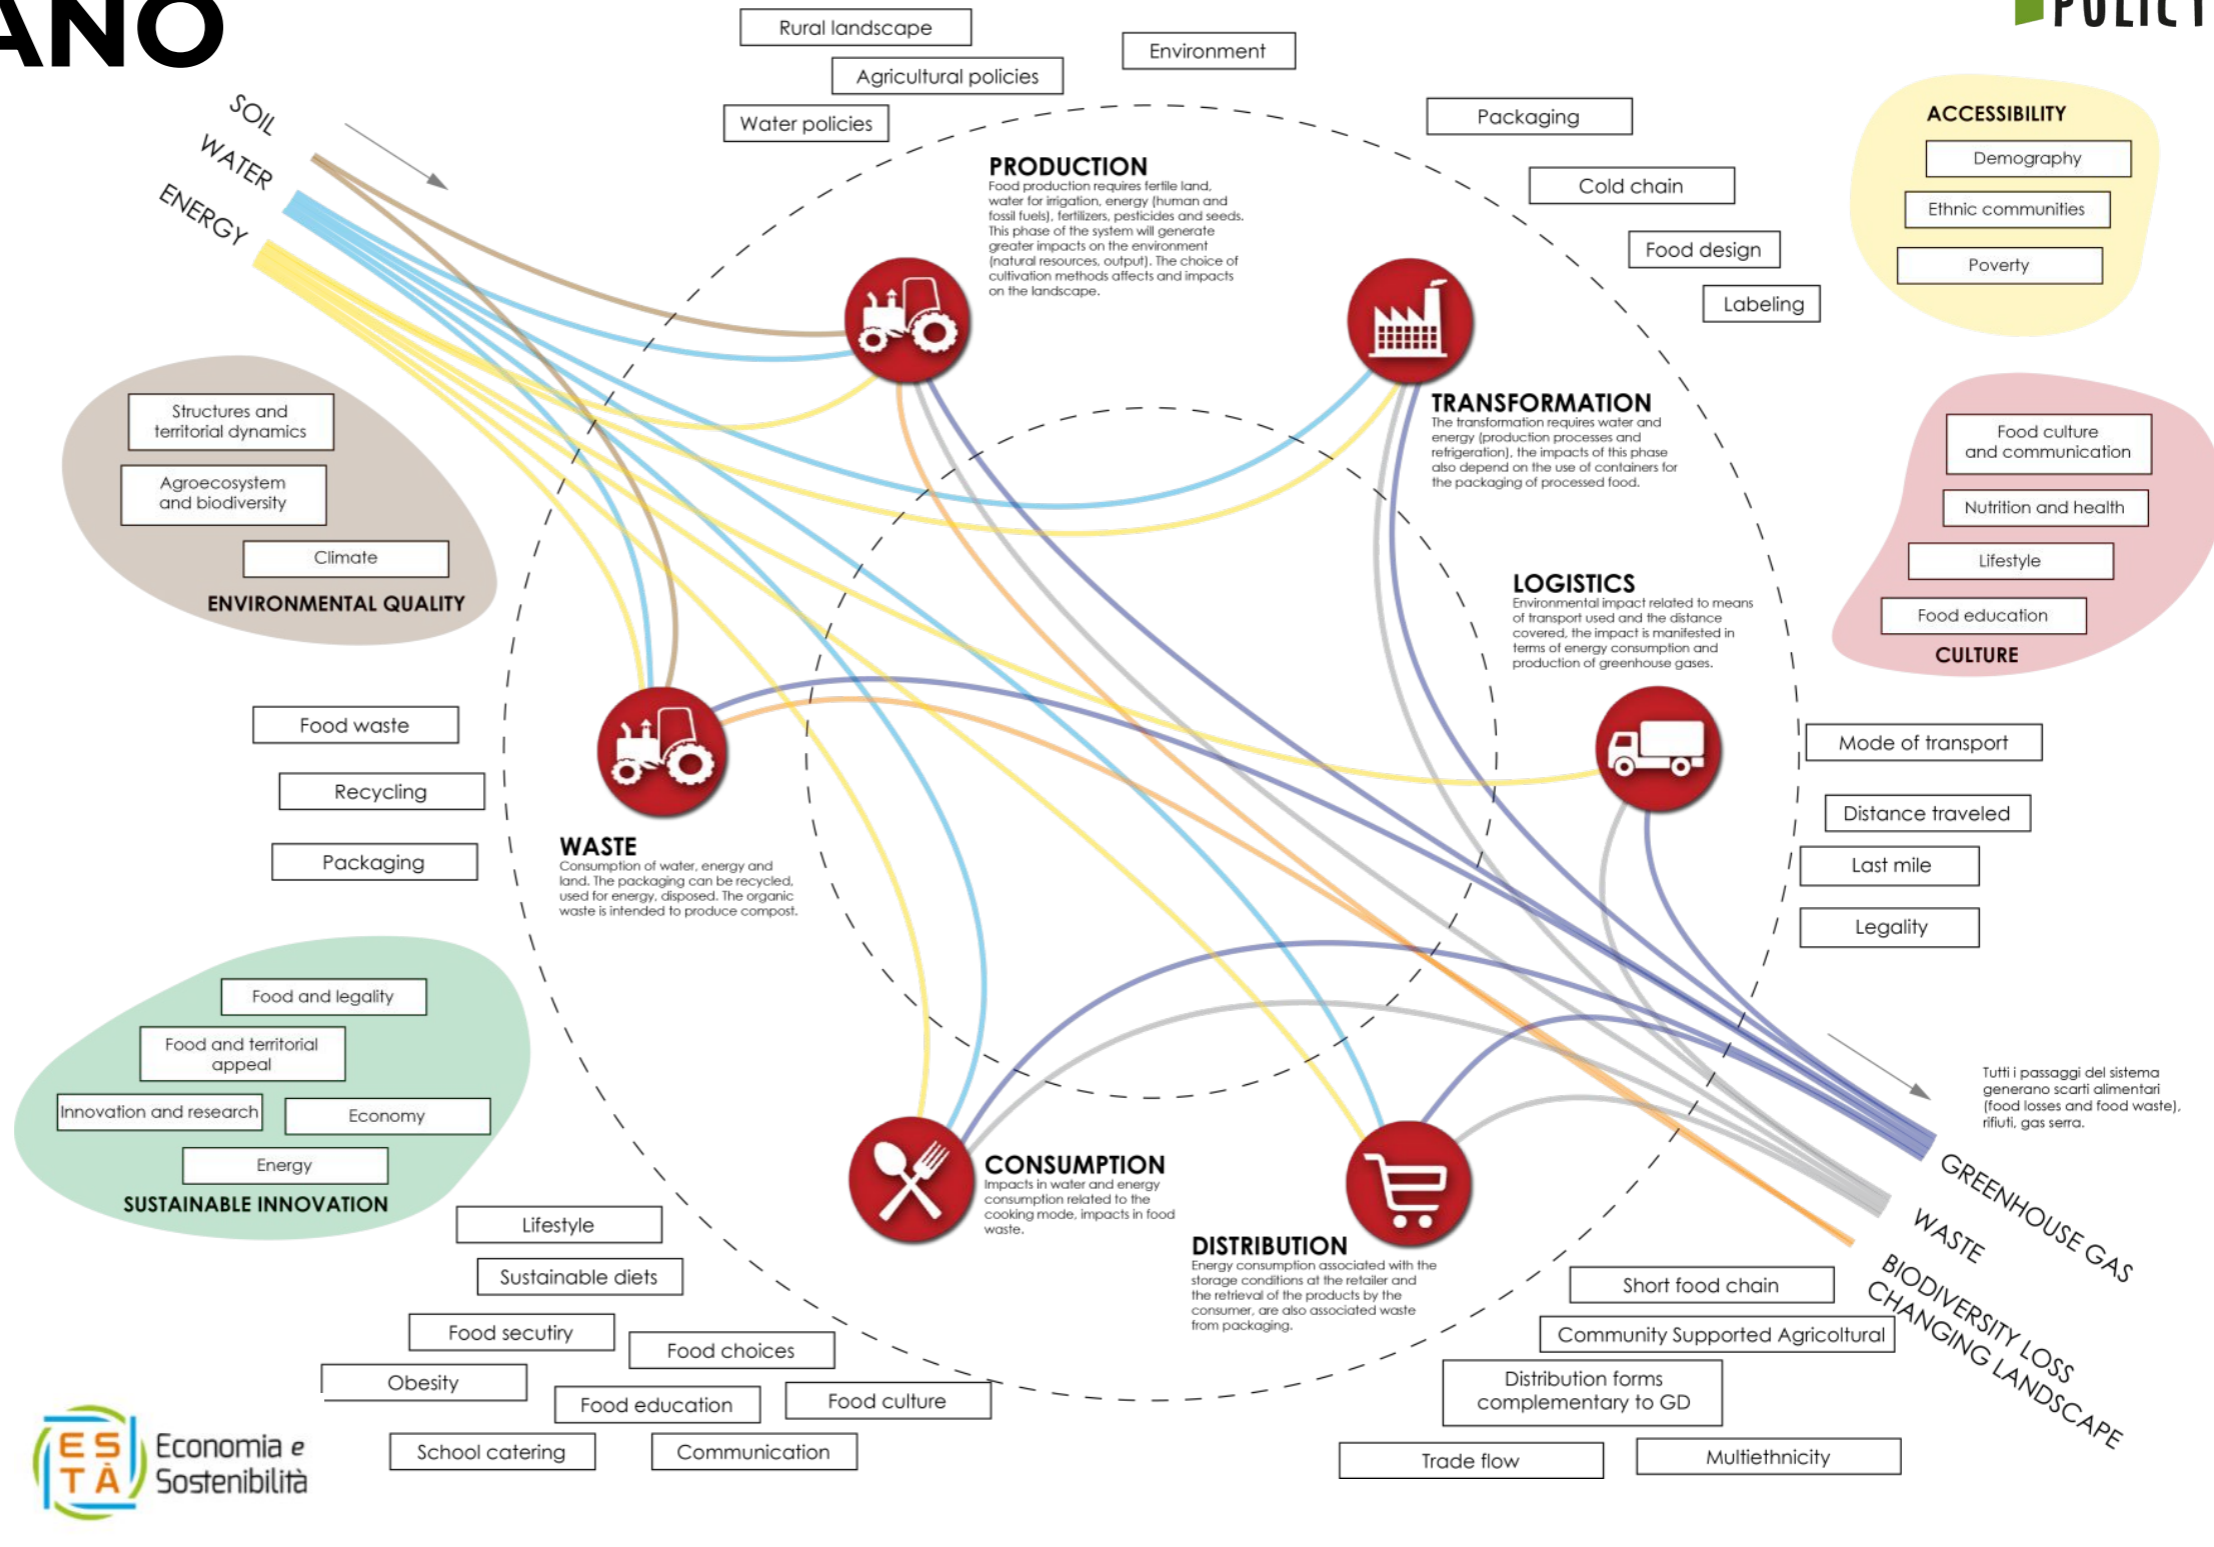 ANO
POLICY
Rural landscape
Agricultural policies
Water policies
Environment
Packaging
Cold chain
Food design
Labeling
SOIL
WATER
ENERGY
PRODUCTION
Food production requires fertile land,
water for irrigation, energy (human and
fossil fuels), fertilizers, pesticides and seeds.
This phase of the system will generate
greater impacts on the environment
(natural resources, output). The choice of
cultivation methods affects and impacts
on the landscape.
ACCESSIBILITY
Demography
Ethnic communities
Poverty
TRANSFORMATION
The transformation requires water and
energy (production processes and
refrigeration), the impacts of this phase
also depend on the use of containers for
the packaging of processed food.
Structures and
territorial dynamics
Agroecosystem
and biodiversity
Climate
ENVIRONMENTAL QUALITY
Food culture
and communication
Nutrition and health
Lifestyle
Food education
CULTURE
LOGISTICS
Environmental impact related to means
of transport used and the distance
covered, the impact is manifested in
terms of energy consumption and
production of greenhouse gases.
Food waste
Recycling
Packaging
Mode of transport
Distance traveled
Last mile
Legality
WASTE
Consumption of water, energy and
land. The packaging can be recycled,
used for energy, disposed. The organic
waste is intended to produce compost.
Food and legality
Food and territorial
appeal
Innovation and research
Economy
Energy
SUSTAINABLE INNOVATION
Tutti i passaggi del sistema
generano scarti alimentari
(food losses and food waste),
rifiuti, gas serra.
GREENHOUSE GAS
WASTE
BIODIVERSITY LOSS
CHANGING LANDSCAPE
CONSUMPTION
Impacts in water and energy
consumption related to the
cooking mode, impacts in food
waste.
DISTRIBUTION
Energy consumption associated with the
storage conditions at the retailer and
the retrieval of the products by the
consumer, are also associated waste
from packaging.
Lifestyle
Sustainable diets
Food secutiry
Food choices
Obesity
Food education
Food culture
School catering
Communication
Short food chain
Community Supported Agricoltural
Distribution forms
complementary to GD
Trade flow
Multiethnicity
ES
TÀ
Economia e
Sostenibilità